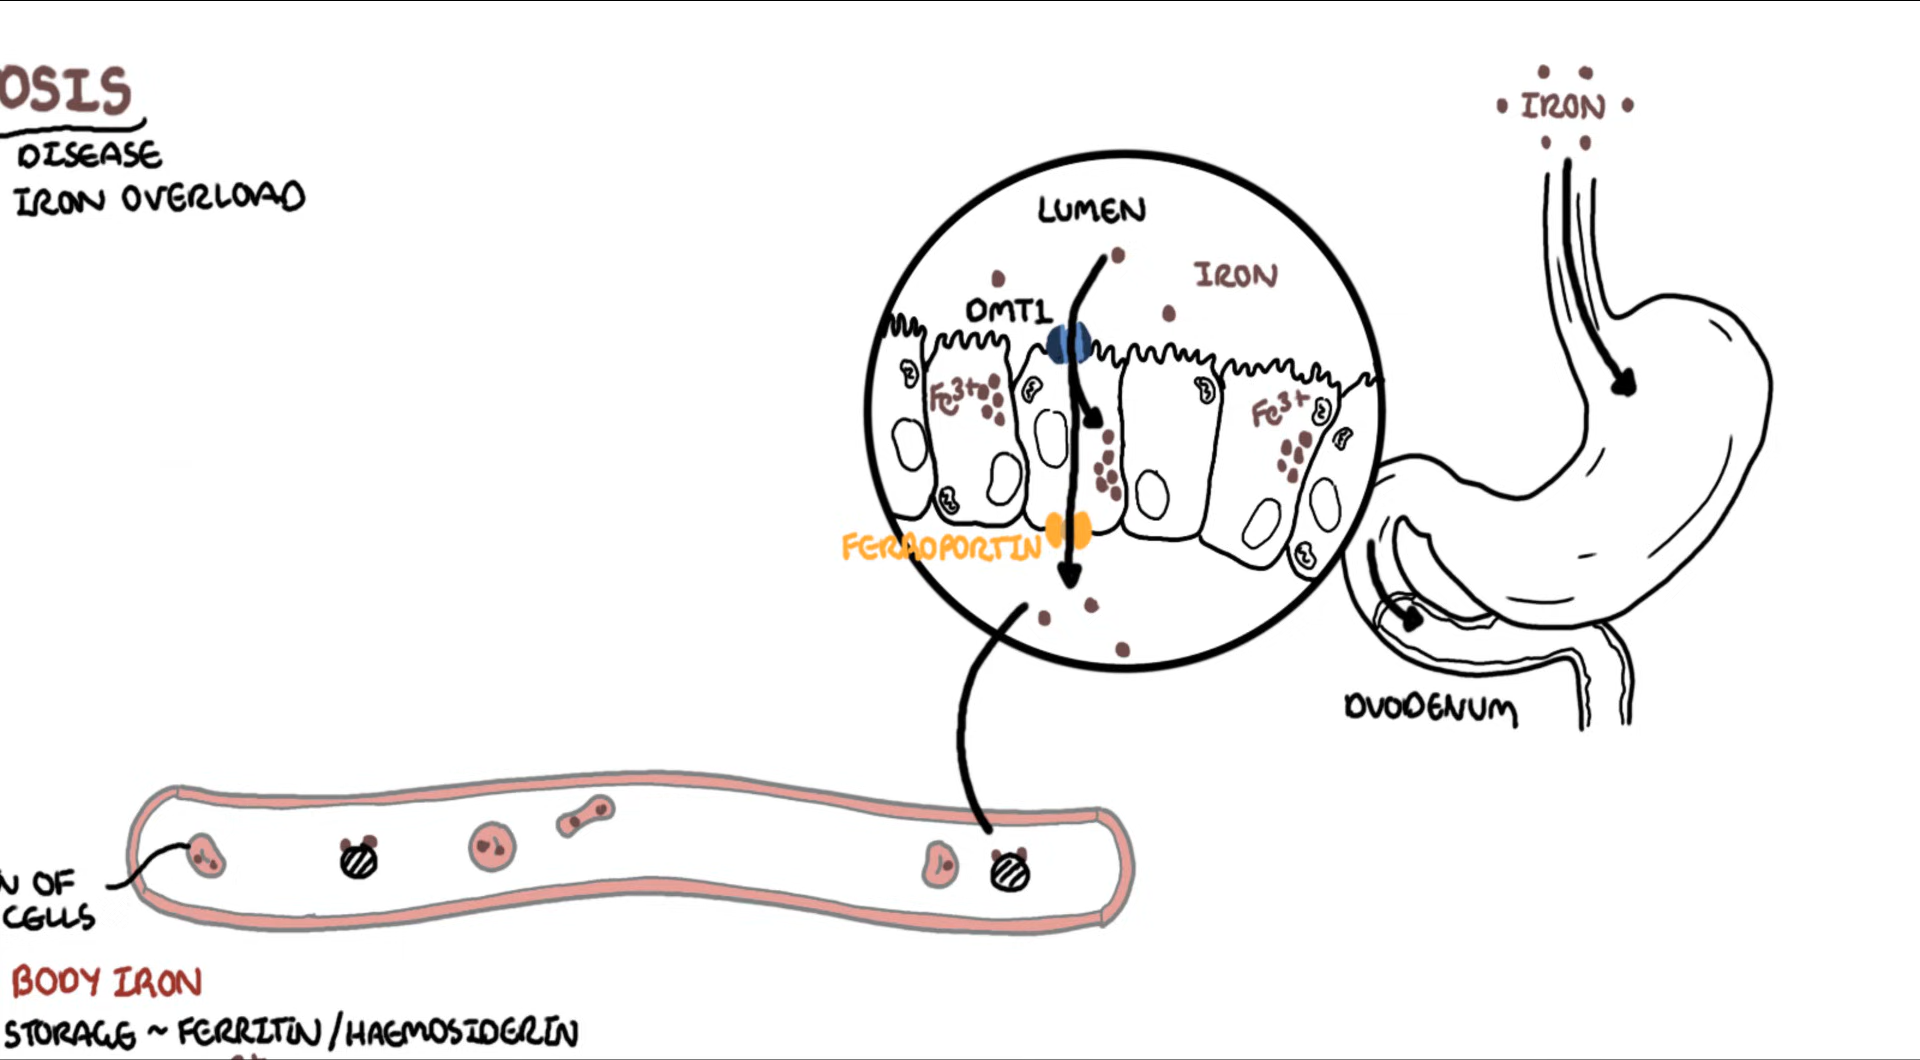 OSIS
DISEASE
IRON OVERLOAD
IRON
LUMEN
IRON
DMT1
Fe3+
Fe3+
FERROPORTIN
DUODENUM
N OF
CELLS
BODY IRON
STORAGE ~ FERRITIN/HAEMOSIDERIN